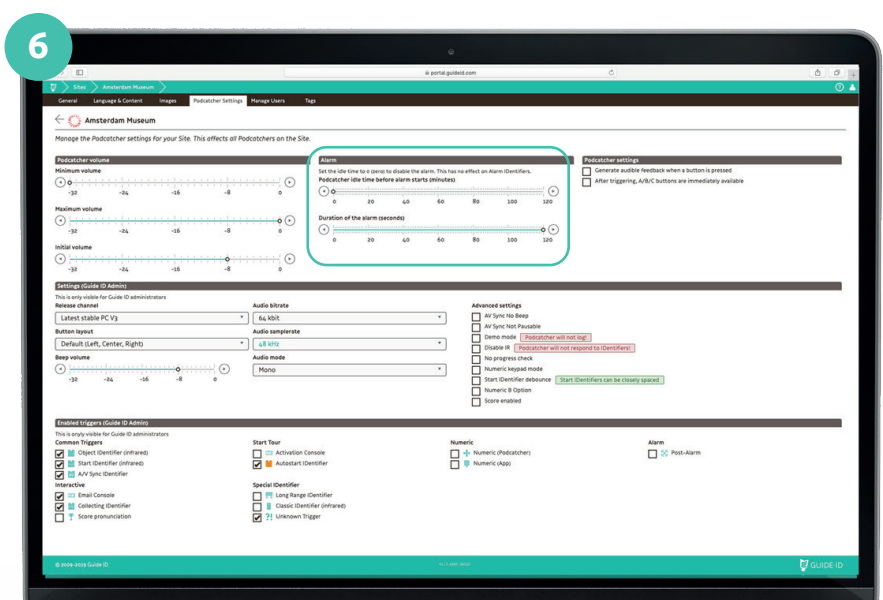 6
portal.guideid.com
Sites Amsterdam Museum
General Language & Content Images Podcatcher Settings Manage Users Tags
Amsterdam Museum
Manage the Podcatcher settings for your Site. This affects all Podcatchers on the Site.
Podcatcher volume
Minimum volume
-32 -24 -16 -8 0
Maximum volume
-32 -24 -16 -8 0
Initial volume
-32 -24 -16 -8 0
Alarm
Set the idle time to 0 (zero) to disable the alarm. This has no effect on Alarm IDentifiers.
Podcatcher idle time before alarm starts (minutes)
0 20 40 60 80 100 120
Duration of the alarm (seconds)
0 20 40 60 80 100 120
Podcatcher settings
Generate audible feedback when a button is pressed
After triggering, A/B/C buttons are immediately available
Settings (Guide ID Admin)
This is only visible for Guide ID administrators
Release channel
Latest stable PC V3
Button layout
Default (Left, Center, Right)
Beep volume
-32 -24 -16 -8 0
Audio bitrate
64 kbit
Audio samplerate
48 kHz
Audio mode
Mono
Advanced settings
AV Sync No Beep
AV Sync Not Pausable
Demo mode Podcatcher will not log!
Disable IR Podcatcher will not respond to IDentifiers!
No progress check
Numeric keypad mode
Start IDentifier debounce Start IDentifiers can be closely spaced
Numeric B Option
Score enabled
Enabled triggers (Guide ID Admin)
This is onyly visible for Guide ID administrators
Common Triggers
Object IDentifier (infrared)
Start IDentifier (infrared)
A/V Sync IDentifier
Interactive
Email Console
Collecting IDentifier
Score pronunciation
Start Tour
Activation Console
Autostart IDentifier
Special IDentifier
Long Range IDentifier
Classic IDentifier (infrared)
Unknown Trigger
Numeric
Numeric (Podcatcher)
Numeric (App)
Alarm
Post-Alarm
© 2009-2019 Guide ID
GUIDE ID